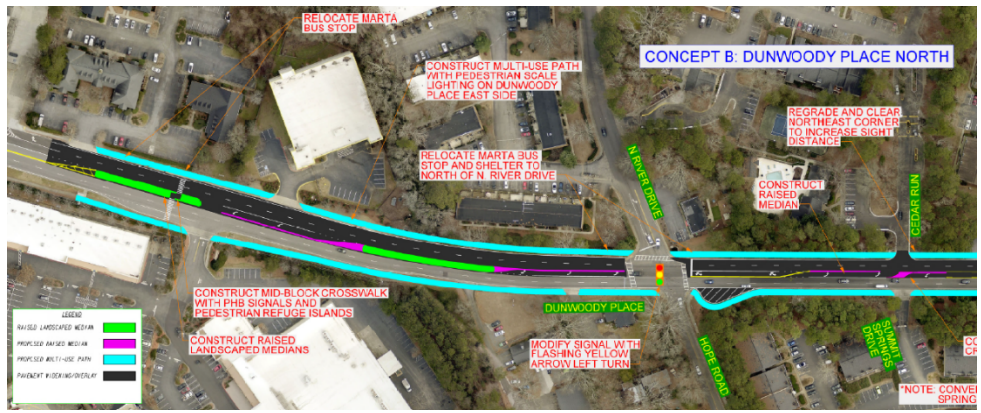 RELOCATE MARTA
BUS STOP
CONSTRUCT MULTI-USE PATH
WITH PEDESTRIAN SCALE
LIGHTING ON DUNWOODY
PLACE EAST SIDE
CONCEPT B: DUNWOODY PLACE NORTH
REGRADE AND CLEAR
NORTHEAST CORNER
TO INCREASE SIGHT
DISTANCE
RELOCATE MARTA BUS
STOP AND SHELTER TO
NORTH OF N. RIVER DRIVE
N RIVER DRIVE
CONSTRUCT
RAISED
MEDIAN
CEDAR RUN
CONSTRUCT MID-BLOCK CROSSWALK
WITH PHB SIGNALS AND
PEDESTRIAN REFUGE ISLANDS
DUNWOODY PLACE
CONSTRUCT RAISED
LANDSCAPED MEDIANS
MODIFY SIGNAL WITH
FLASHING YELLOW
ARROW LEFT TURN
HOPE ROAD
SUMMIT
SPRINGS
DRIVE
CO
CR
*NOTE: CONVE
SPRING
LEGEND
RAISED LANDSCAPED MEDIAN
PROPOSED RAISED MEDIAN
PROPOSED MULTI-USE PATH
PAVEMENT WIDENING/OVERLAY